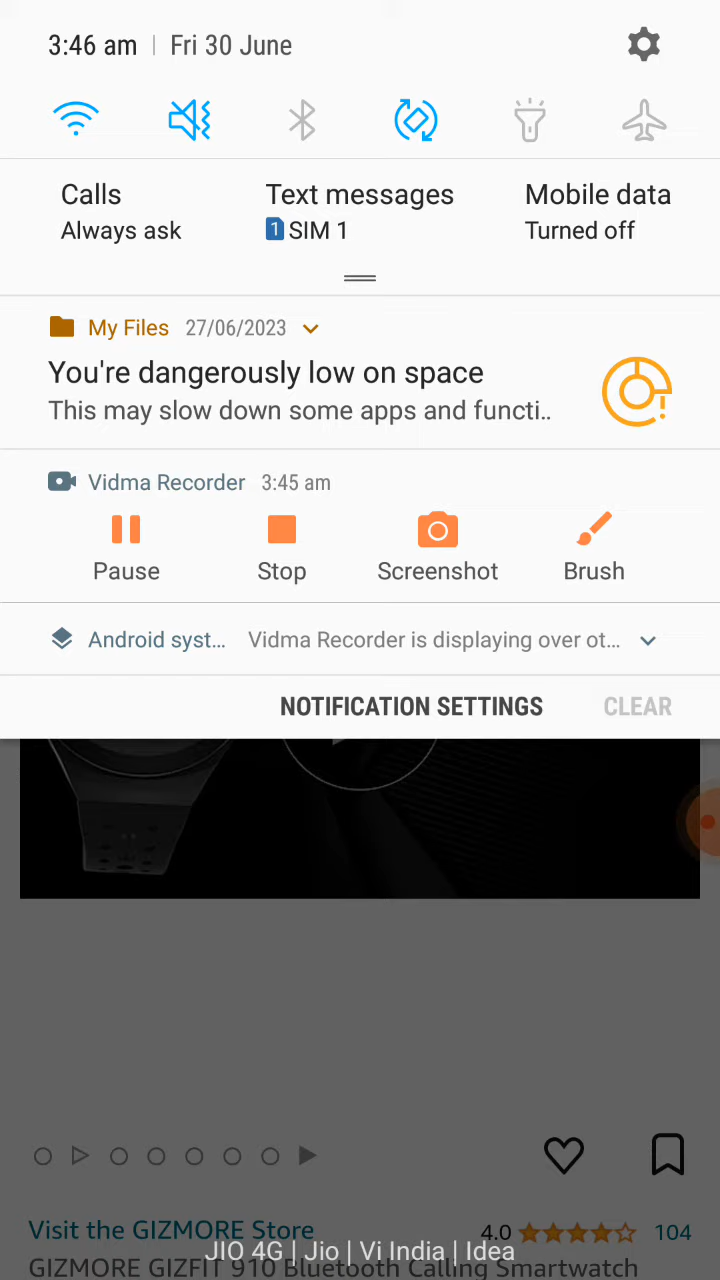 3:46 am | Fri 30 June
Calls
Always ask
Text messages
1 SIM 1
Mobile data
Turned off
My Files 27/06/2023
You're dangerously low on space
This may slow down some apps and functi..
Vidma Recorder 3:45 am
Pause Stop Screenshot Brush
Android syst... Vidma Recorder is displaying over ot...
NOTIFICATION SETTINGS CLEAR
Visit the GIZMORE Store 4.0 104
JIO 4G | Jio | Vi India | Idea
GIZMORE GIZFIT 910 Bluetooth Calling Smartwatch